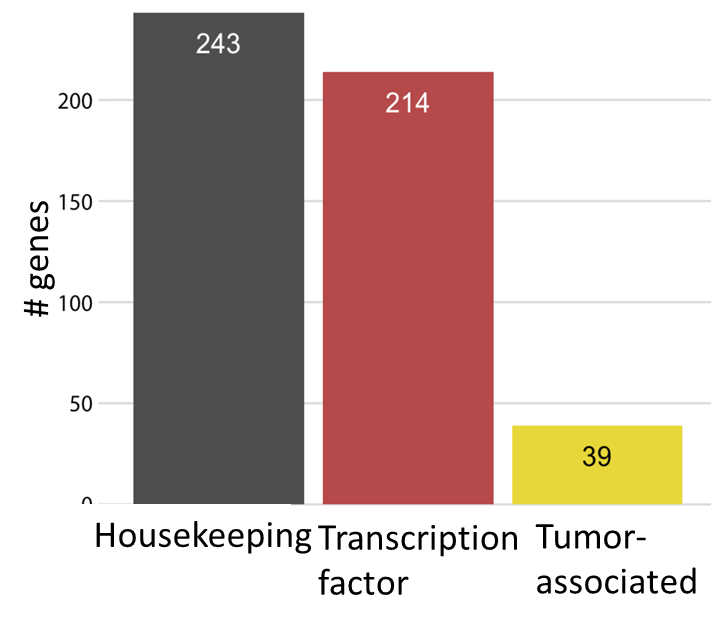 243
214
39
200
150
100
50
0
# genes
Housekeeping
Transcription
factor
Tumor-
associated